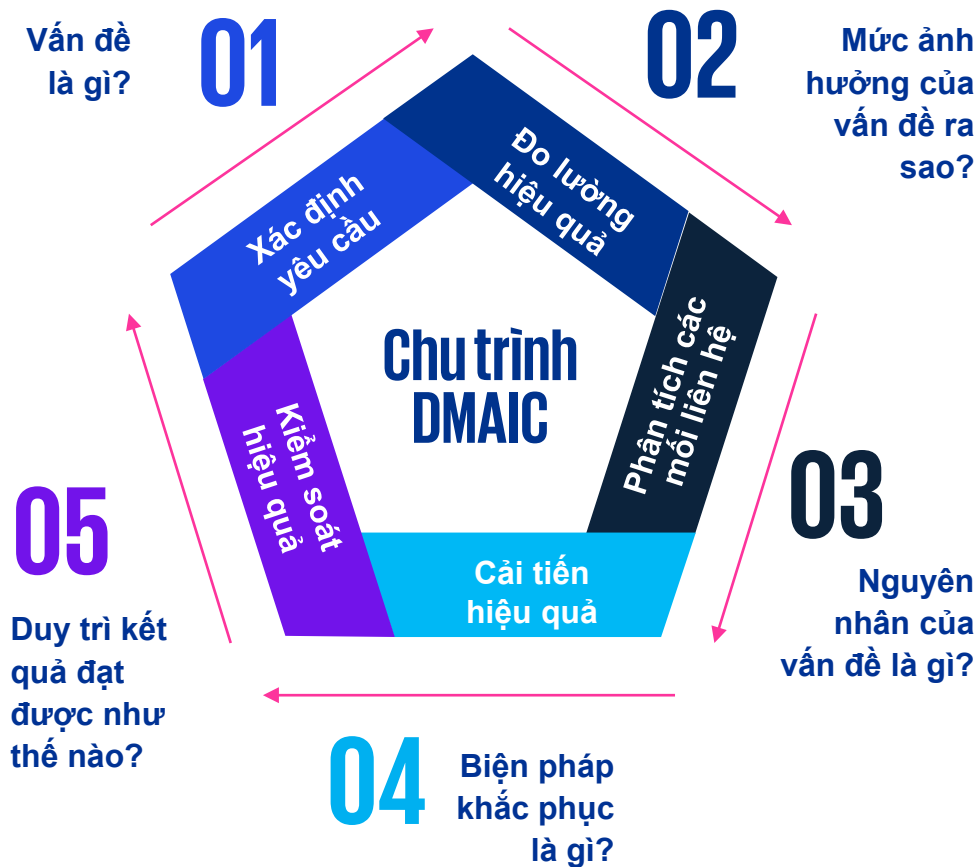 Vấn đề
là gì?
01
Xác định
yêu cầu
02
Mức ảnh
hưởng của
vấn đề ra
sao?
Đo lường
hiệu quả
Chu trình
DMAIC
Phân tích các
mối liên hệ
03
Nguyên
nhân của
vấn đề là gì?
Cải tiến
hiệu quả
04
Biện pháp
khắc phục
là gì?
Kiểm soát
hiệu quả
05
Duy trì kết
quả đạt
được như
thế nào?